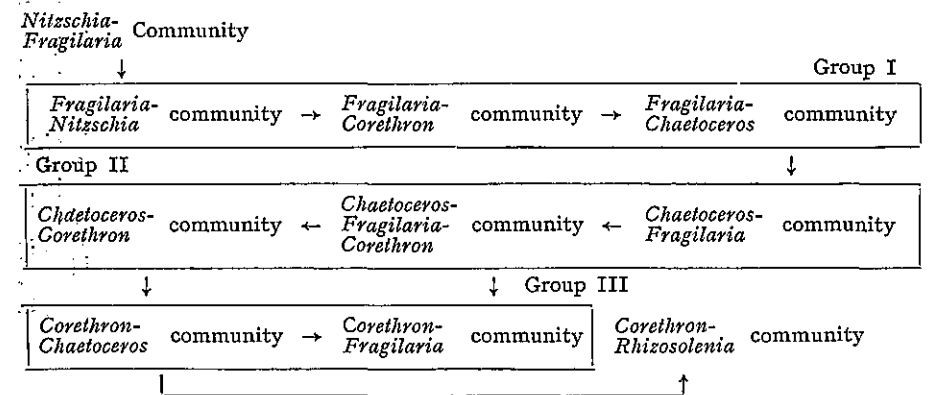 Nitzschia-
Fragilaria Community
↓
Group I
Fragilaria-
Nitzschia community → Fragilaria-
Corethron community → Fragilaria-
Chaetoceros community
Group II
↓
Chaetoceros-
Corethron community ← Chaetoceros-
Fragilaria-
Corethron community ← Chaetoceros-
Fragilaria community
↓ ↓ Group III
Corethron-
Chaetoceros community → Corethron-
Fragilaria community Corethron-
Rhizosolenia community
↑